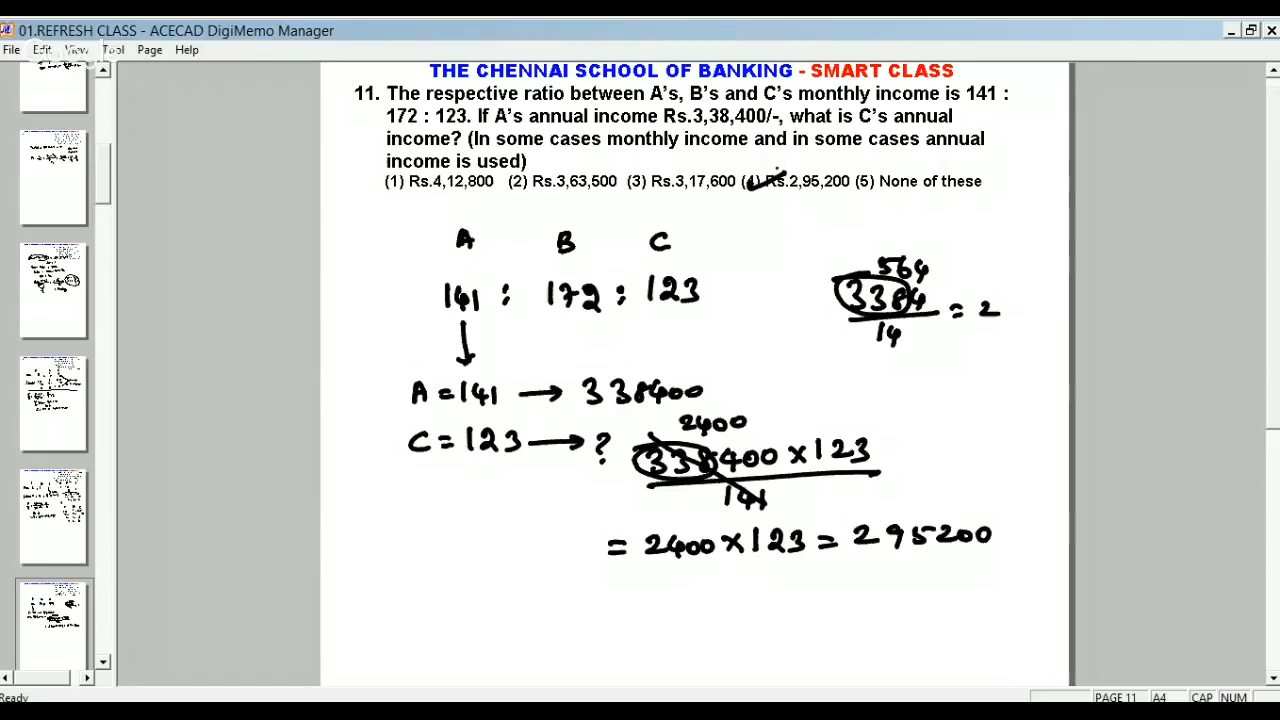 01.REFRESH CLASS - ACECAD DigiMemo Manager
File Edit View Tool Page Help
THE CHENNAI SCHOOL OF BANKING - SMART CLASS
11. The respective ratio between A's, B's and C's monthly income is 141 :
172 : 123. If A's annual income Rs.3,38,400/-, what is C's annual
income? (In some cases monthly income and in some cases annual
income is used)
(1) Rs.4,12,800 (2) Rs.3,63,500 (3) Rs.3,17,600 (4) Rs.2,95,200 (5) None of these
A B C
141 : 172 : 123
564
3384
= 2
14
A = 141 → 338400
2400
C = 123 → ? 338400 × 123
141
= 2400 × 123 = 295200
Ready
PAGE 11 A4 CAP NUM